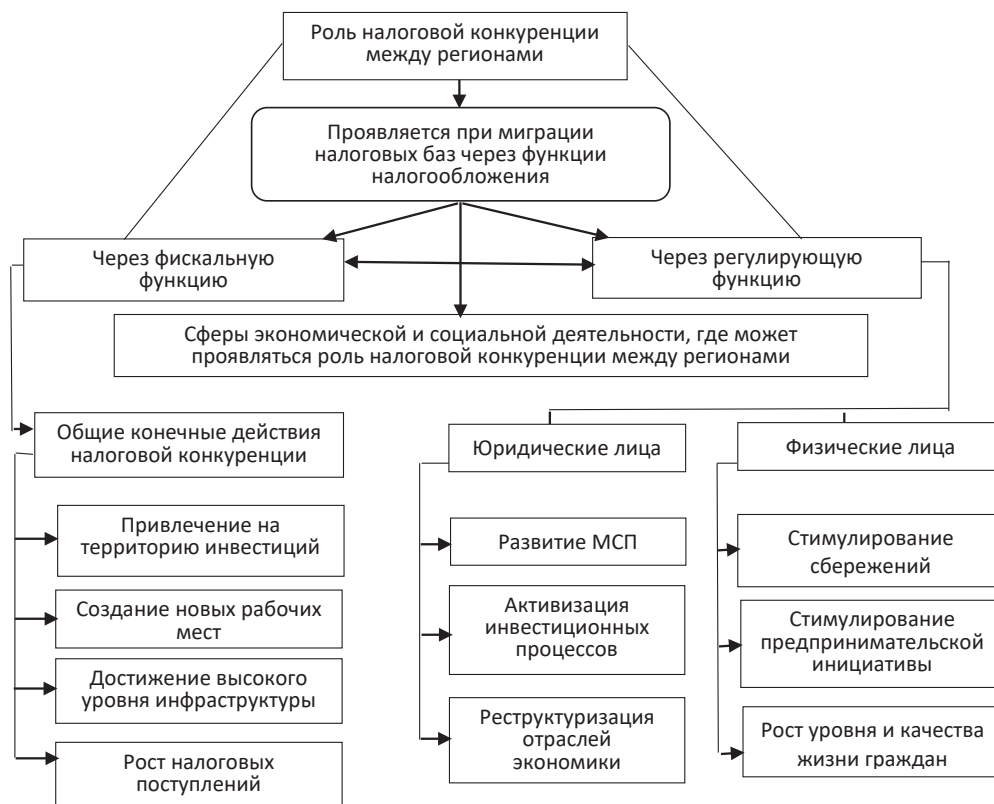 Роль налоговой конкуренции
между регионами
Проявляется при миграции
налоговых баз через функции
налогообложения
Через фискальную
функцию
Через регулирующую
функцию
Сферы экономической и социальной деятельности, где может
проявляться роль налоговой конкуренции между регионами
Общие конечные действия
налоговой конкуренции
Привлечение на
территорию инвестиций
Создание новых рабочих
мест
Достижение высокого
уровня инфраструктуры
Рост налоговых
поступлений
Юридические лица
Развитие МСП
Активизация
инвестиционных
процессов
Реструктуризация
отраслей
экономики
Физические лица
Стимулирование
сбережений
Стимулирование
предпринимательской
инициативы
Рост уровня и качества
жизни граждан